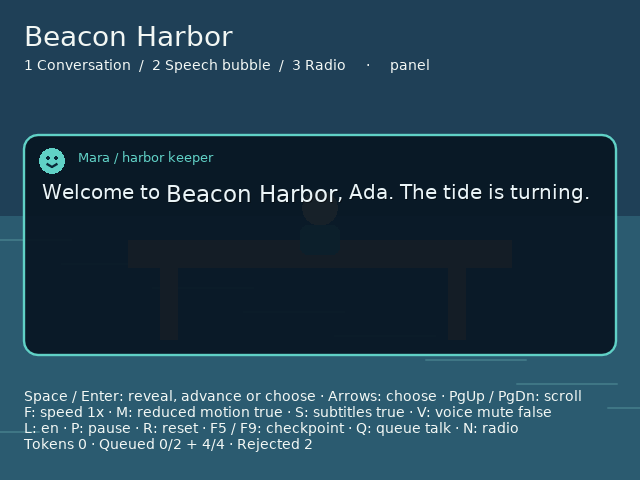 Beacon Harbor
1 Conversation / 2 Speech bubble / 3 Radio · panel
Mara / harbor keeper
Welcome to Beacon Harbor, Ada. The tide is turning.
Space / Enter: reveal, advance or choose · Arrows: choose · PgUp / PgDn: scroll
F: speed 1x · M: reduced motion true · S: subtitles true · V: voice mute false
L: en · P: pause · R: reset · F5 / F9: checkpoint · Q: queue talk · N: radio
Tokens 0 · Queued 0/2 + 4/4 · Rejected 2